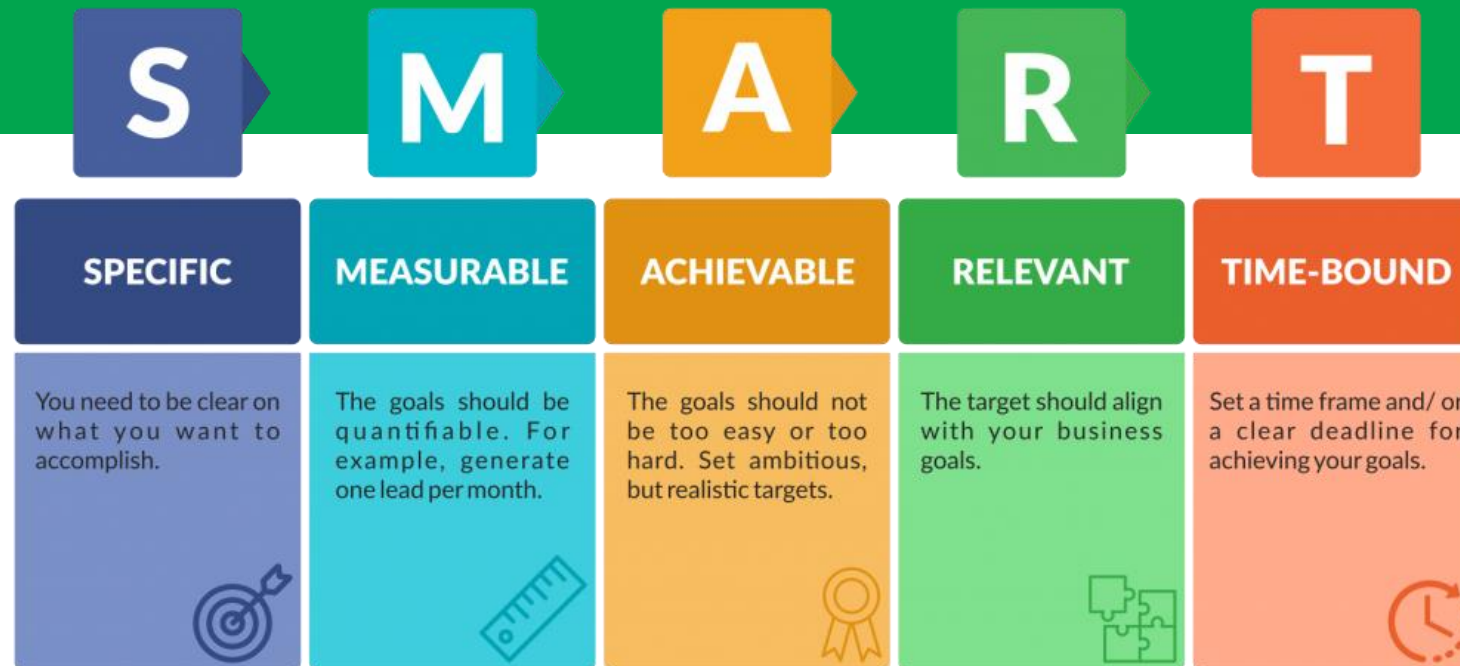 S
M
A
R
T
SPECIFIC
MEASURABLE
ACHIEVABLE
RELEVANT
TIME-BOUND
You need to be clear on
what you want to
accomplish.
The goals should be
quantifiable. For
example, generate
one lead per month.
The goals should not
be too easy or too
hard. Set ambitious,
but realistic targets.
The target should align
with your business
goals.
Set a time frame and/ or
a clear deadline for
achieving your goals.